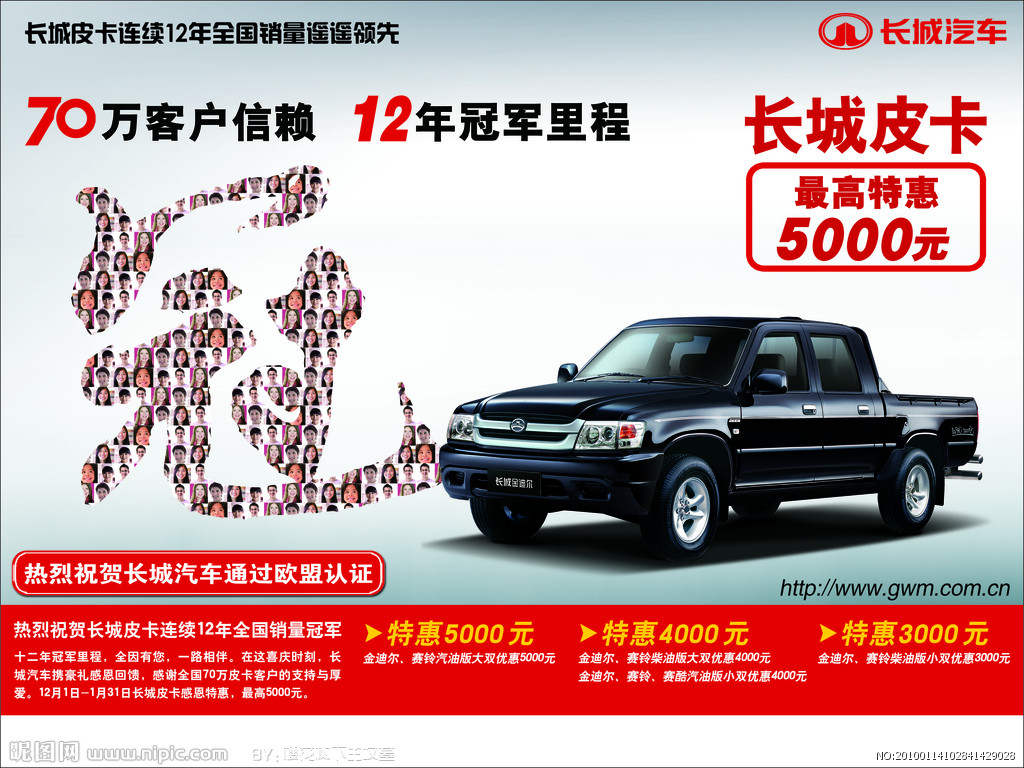 长城皮卡连续12年全国销量遥遥领先
长城汽车
70万客户信赖 12年冠军里程
长城皮卡
最高特惠
5000元
冠
长城金迪尔
热烈祝贺长城汽车通过欧盟认证
http://www.gwm.com.cn
热烈祝贺长城皮卡连续12年全国销量冠军
十二年冠军里程，全因有您，一路相伴。在这喜庆时刻，长
城汽车携豪礼感恩回馈，感谢全国70万皮卡客户的支持与厚
爱。12月1日-1月31日长城皮卡感恩特惠，最高5000元。
特惠5000元
金迪尔、赛铃汽油版大双优惠5000元
特惠4000元
金迪尔、赛铃柴油版大双优惠4000元
金迪尔、赛铃、赛酷汽油版小双优惠4000元
特惠3000元
金迪尔、赛铃柴油版小双优惠3000元
昵图网 www.nipic.com
BY:
NO:20100114102841429028